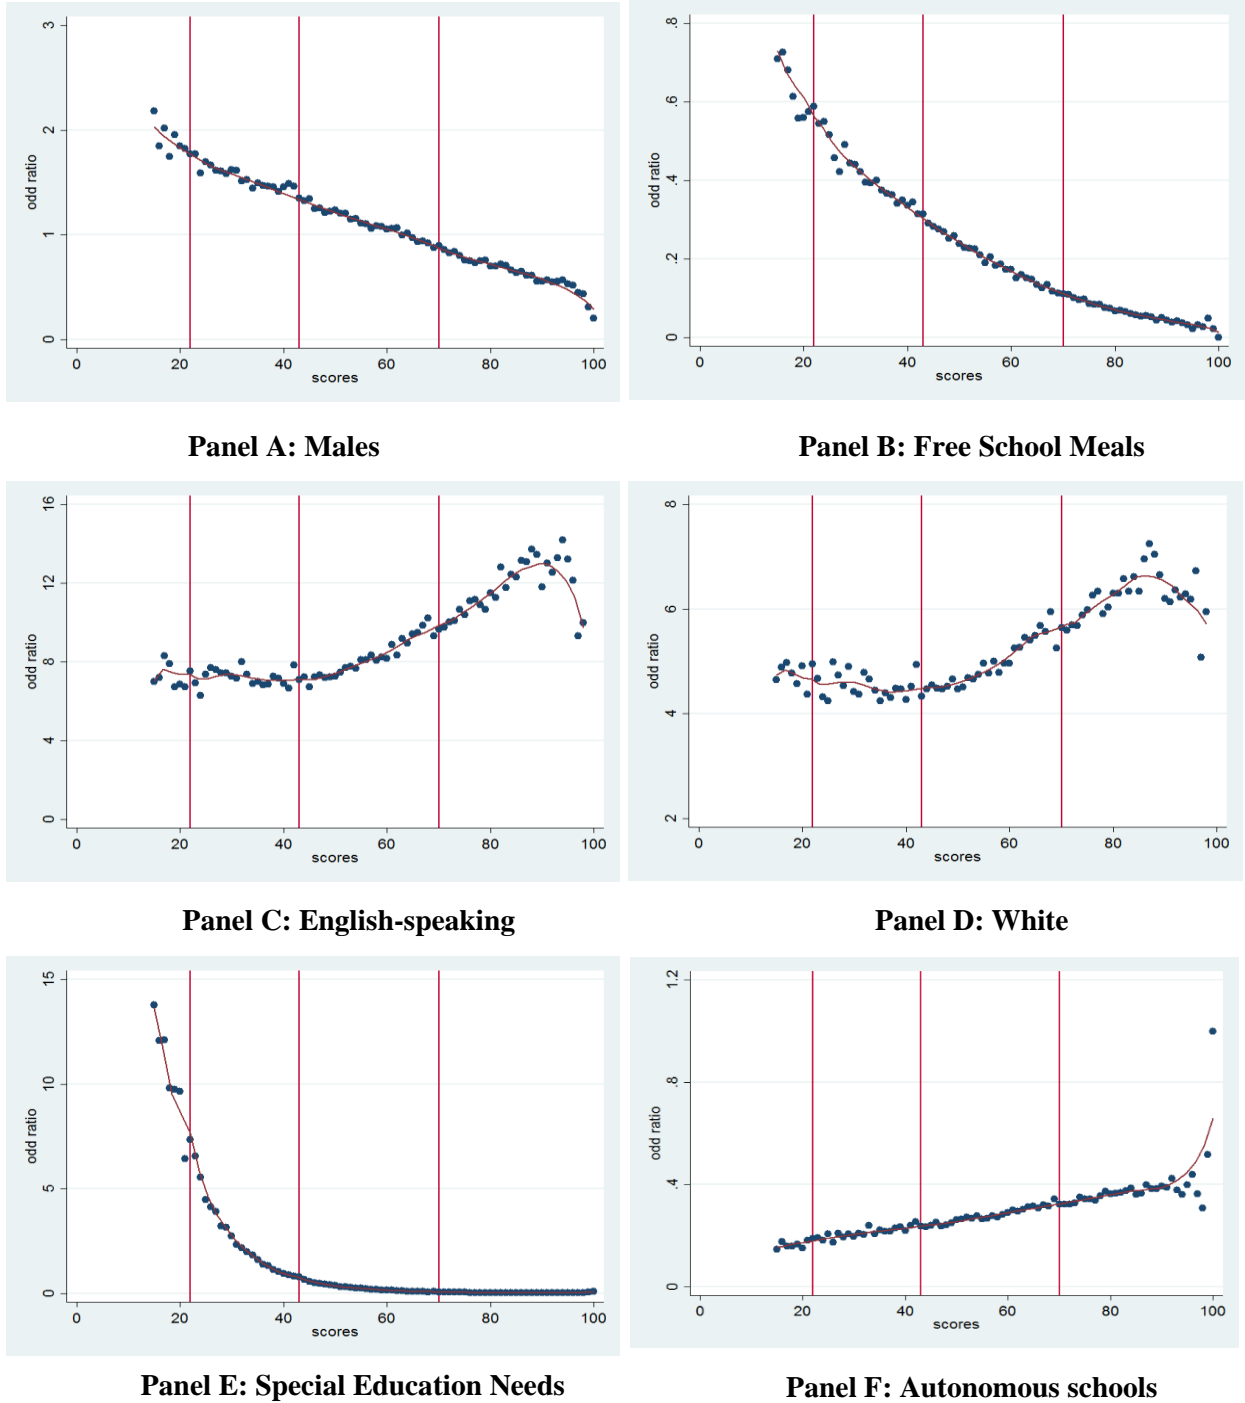 3
2
1
0
odd ratio
0 20 40 60 80 100
scores
Panel A: Males
.8
.6
.4
.2
0
odd ratio
0 20 40 60 80 100
scores
Panel B: Free School Meals
16
12
8
4
0
odd ratio
0 20 40 60 80 100
scores
Panel C: English-speaking
8
6
4
2
odd ratio
0 20 40 60 80 100
scores
Panel D: White
15
10
5
0
odd ratio
0 20 40 60 80 100
scores
Panel E: Special Education Needs
1.2
.8
.4
0
odd ratio
0 20 40 60 80 100
scores
Panel F: Autonomous schools